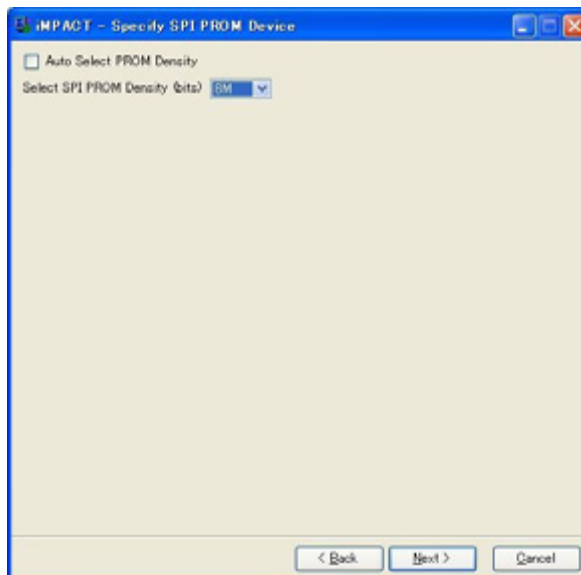 iMPACT - Specify SPI PROM Device
Auto Select PROM Density
Select SPI PROM Density (bits) 8M
< Back Next > Cancel